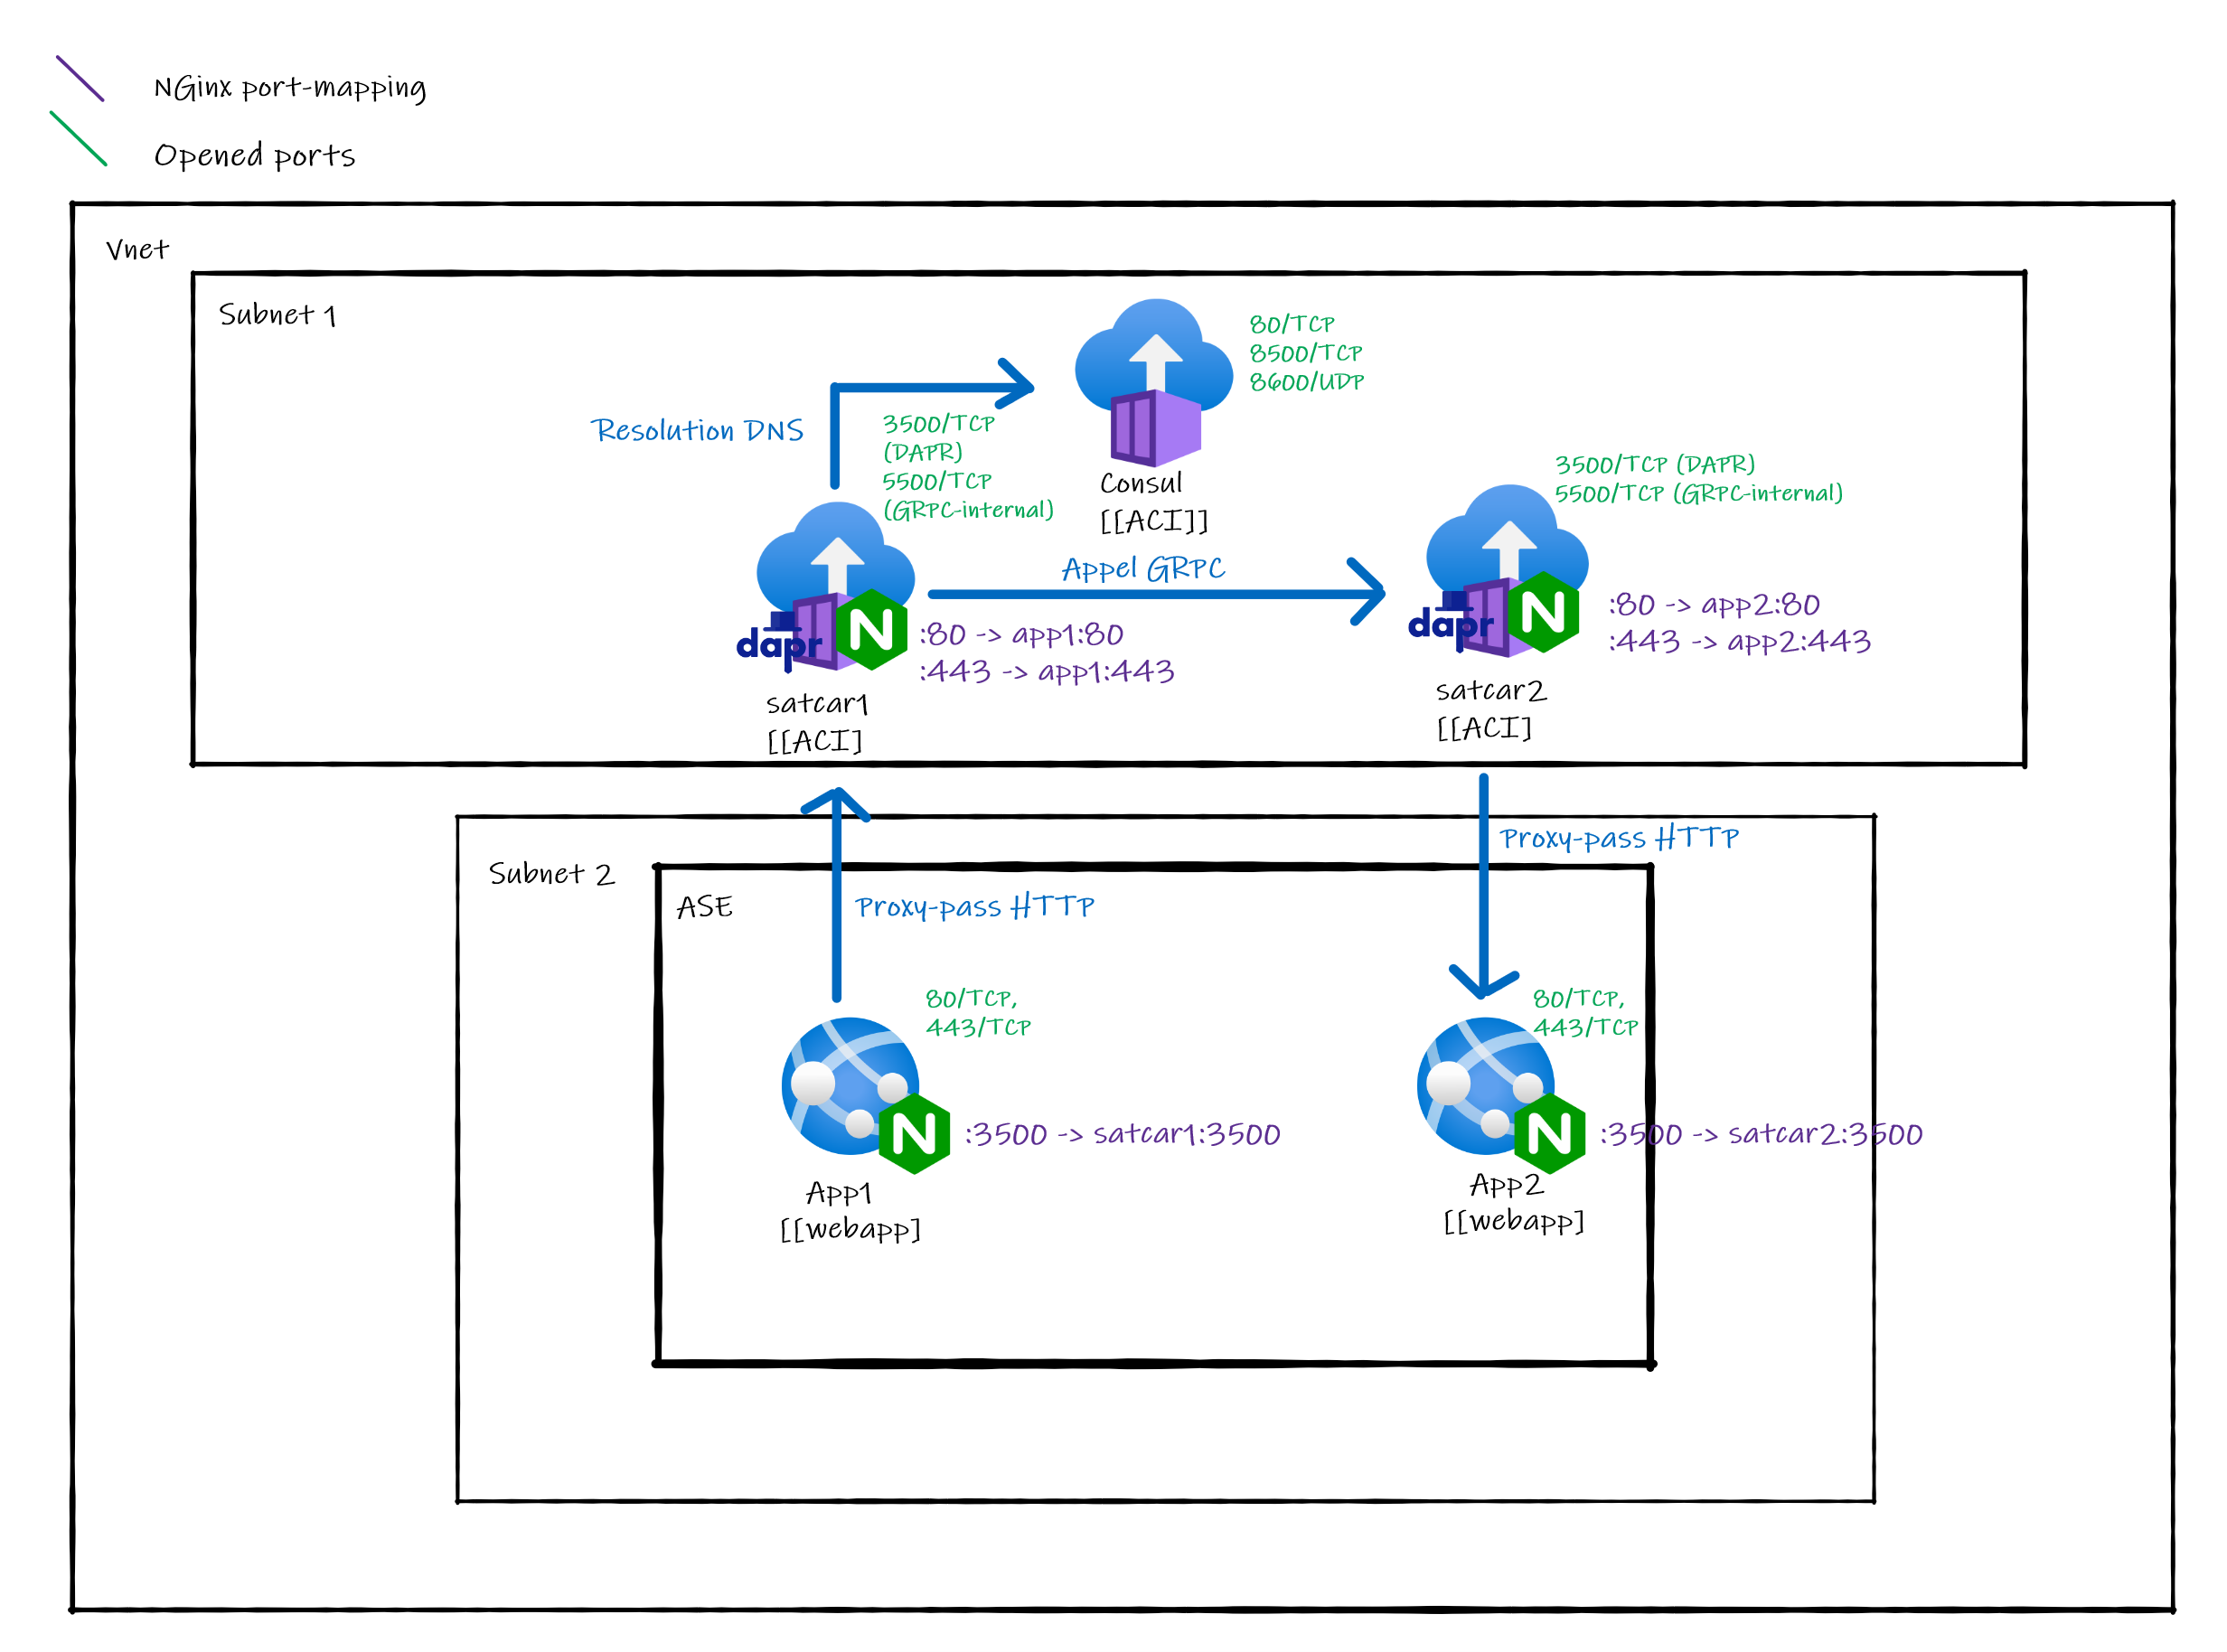 NGinx port-mapping
Opened ports
Vnet
Subnet 1
80/TCP
8500/TCP
8600/UDP
Resolution DNS
3500/TCP
(DAPR)
5500/TCP
(GRPC-internal)
Consul
[[ACI]]
3500/TCP (DAPR)
5500/TCP (GRPC-internal)
Appel GRPC
dapr
N
:80 -> app1:80
:443 -> app1:443
satcar1
[[ACI]
dapr
N
:80 -> app2:80
:443 -> app2:443
satcar2
[[ACI]
Proxy-pass HTTP
Subnet 2
ASE
Proxy-pass HTTP
80/TCP,
443/TCP
N
:3500 -> satcar1:3500
App1
[[webapp]
80/TCP,
443/TCP
N
:3500 -> satcar2:3500
App2
[[webapp]